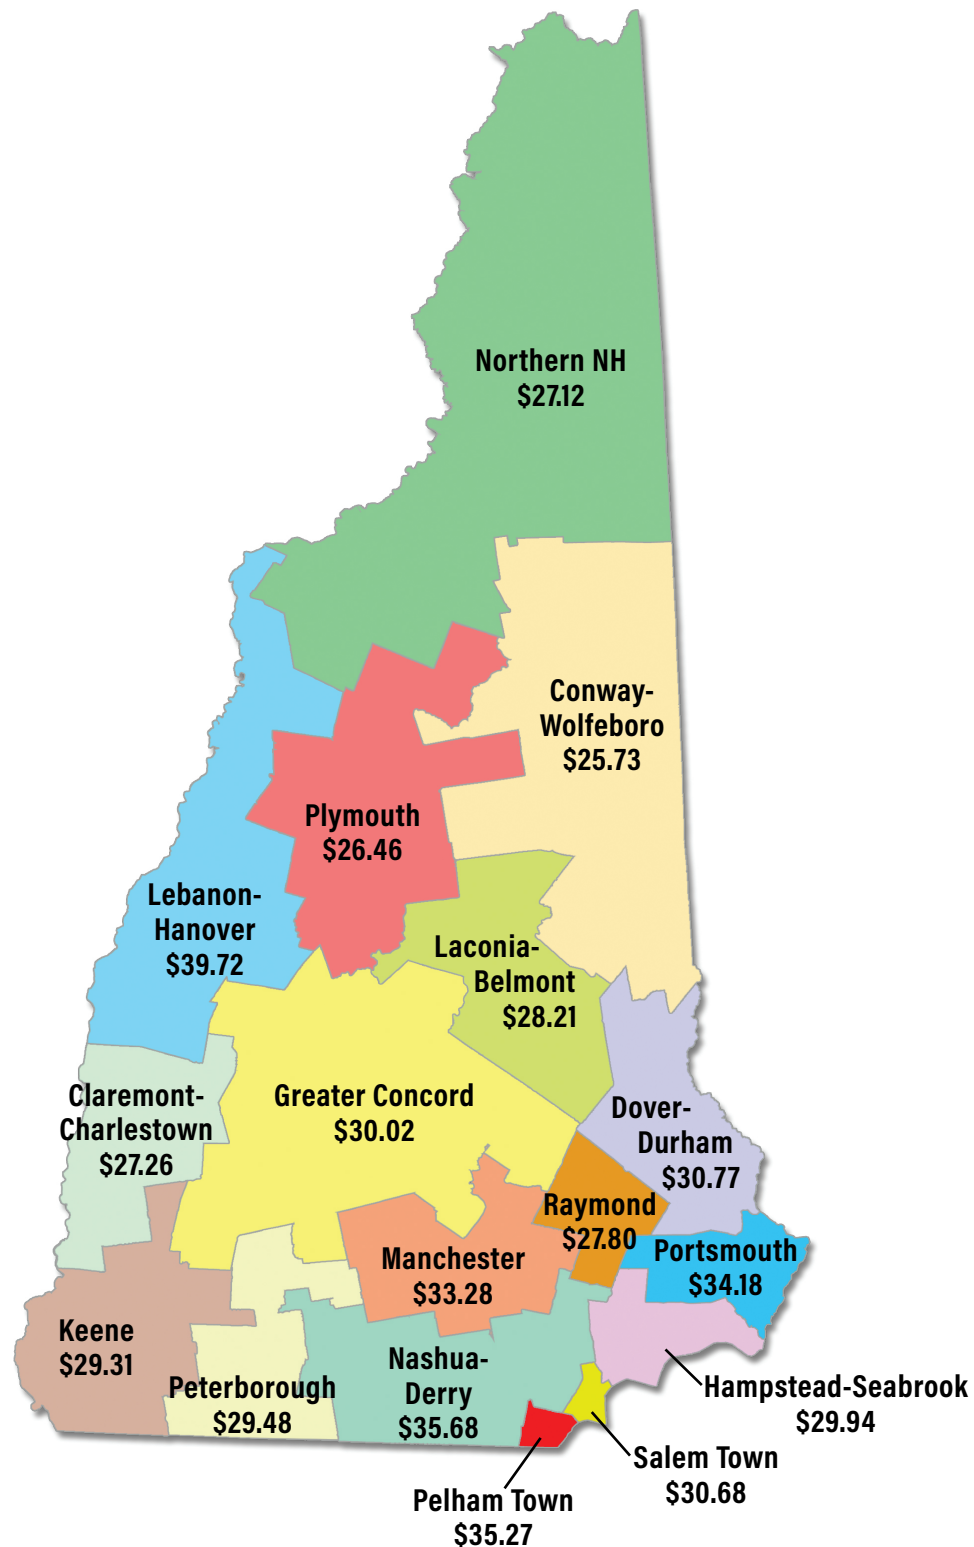 Northern NH
$27.12
Conway-
Wolfeboro
$25.73
Plymouth
$26.46
Lebanon-
Hanover
$39.72
Laconia-
Belmont
$28.21
Claremont-
Charlestown
$27.26
Greater Concord
$30.02
Dover-
Durham
$30.77
Raymond
$27.80
Portsmouth
$34.18
Manchester
$33.28
Keene
$29.31
Peterborough
$29.48
Nashua-
Derry
$35.68
Hampstead-Seabrook
$29.94
Salem Town
$30.68
Pelham Town
$35.27